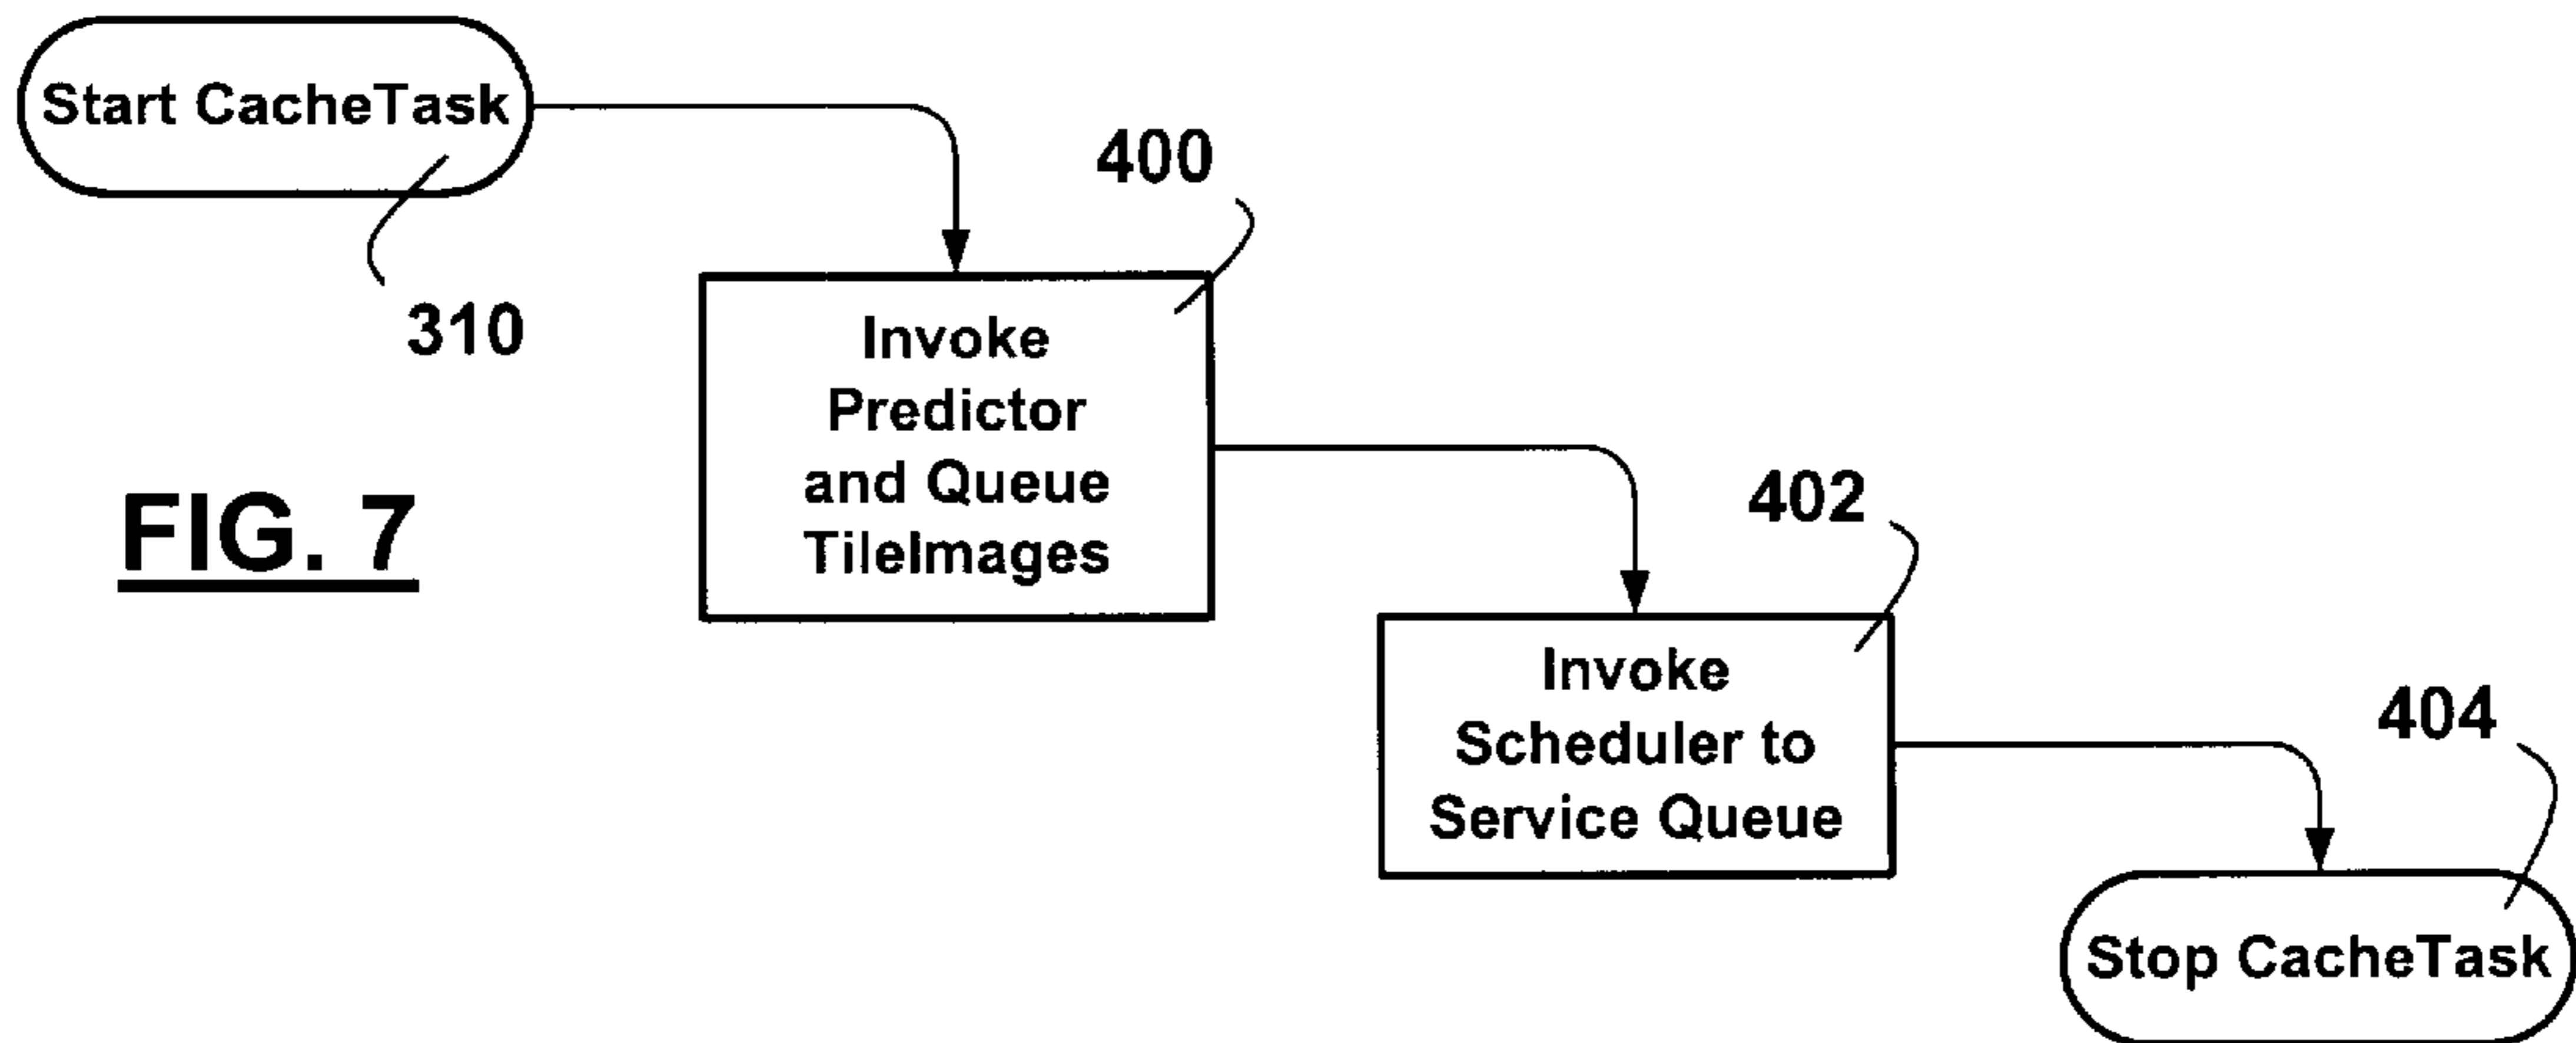 Start CacheTask
310
400
Invoke
Predictor
and Queue
TileImages
FIG. 7
402
Invoke
Scheduler to
Service Queue
404
Stop CacheTask